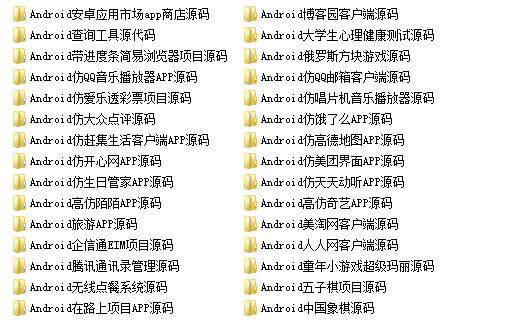 Android安卓应用市场app商店源码
Android查询工具源代码
Android带进度条简易浏览器项目源码
Android仿QQ音乐播放器APP源码
Android仿爱乐透彩票项目源码
Android仿大众点评源码
Android仿赶集生活客户端APP源码
Android仿开心网APP源码
Android仿生日管家APP源码
Android高仿陌陌APP源码
Android旅游APP源码
Android企信通EIM项目源码
Android腾讯通讯录管理源码
Android无线点餐系统源码
Android在路上项目APP源码
Android博客园客户端源码
Android大学生心理健康测试源码
Android俄罗斯方块游戏源码
Android仿QQ邮箱客户端源码
Android仿唱片机音乐播放器源码
Android仿饿了么APP源码
Android仿高德地图APP源码
Android仿美团界面APP源码
Android仿天天动听APP源码
Android高仿奇艺APP源码
Android美淘网客户端源码
Android人人网客户端源码
Android童年小游戏超级玛丽源码
Android五子棋项目源码
Android中国象棋源码